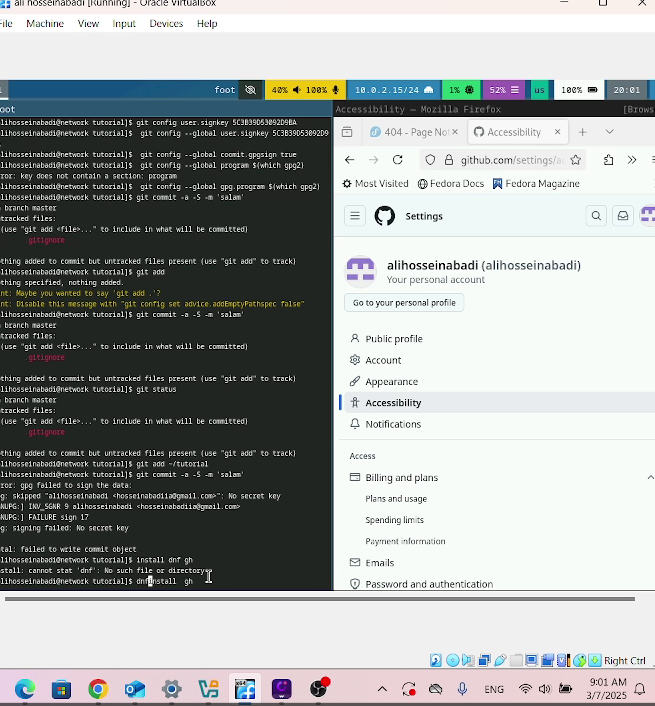 ali hosseinabadi [Running] - Oracle VirtualBox
File Machine View Input Devices Help
foot 40% 100% 10.0.2.15/24 1% 52% us 100% 20:01
foot
Accessibility — Mozilla Firefox [Brows
lihosseinabadi@network tutorial]$ git config user.signkey 5C3B39D53092D9BA
lihosseinabadi@network tutorial]$ git config --global user.signkey 5C3B39D53092D9
lihosseinabadi@network tutorial]$ git config --global coomit.gpgsign true
lihosseinabadi@network tutorial]$ git config --global program $(which gpg2)
ror: key does not contain a section: program
lihosseinabadi@network tutorial]$ git config --global gpg.program $(which gpg2)
lihosseinabadi@network tutorial]$ git commit -a -S -m 'salam'
branch master
tracked files:
(use "git add <file>..." to include in what will be committed)
gitignore
thing added to commit but untracked files present (use "git add" to track)
lihosseinabadi@network tutorial]$ git add
thing specified, nothing added.
nt: Maybe you wanted to say 'git add .'?
nt: Disable this message with "git config set advice.addEmptyPathspec false"
lihosseinabadi@network tutorial]$ git commit -a -S -m 'salam'
branch master
tracked files:
(use "git add <file>..." to include in what will be committed)
gitignore
thing added to commit but untracked files present (use "git add" to track)
lihosseinabadi@network tutorial]$ git status
branch master
tracked files:
(use "git add <file>..." to include in what will be committed)
gitignore
thing added to commit but untracked files present (use "git add" to track)
lihosseinabadi@network tutorial]$ git add ~/tutorial
lihosseinabadi@network tutorial]$ git commit -a -S -m 'salam'
ror: gpg failed to sign the data:
g: skipped "alihosseinabadi <hosseinabadiia@gmail.com>": No secret key
NUPG:] INV_SGNR 9 alihosseinabadi <hosseinabadiia@gmail.com>
NUPG:] FAILURE sign 17
g: signing failed: No secret key
tal: failed to write commit object
lihosseinabadi@network tutorial]$ install dnf gh
stall: cannot stat 'dnf': No such file or directory
lihosseinabadi@network tutorial]$ dnf install gh
404 - Page Not
Accessibility
github.com/settings/a
Most Visited Fedora Docs Fedora Magazine
Settings
alihosseinabadi (alihosseinabadi)
Your personal account
Go to your personal profile
Public profile
Account
Appearance
Accessibility
Notifications
Access
Billing and plans
Plans and usage
Spending limits
Payment information
Emails
Password and authentication
Right Ctrl
ENG
9:01 AM
3/7/2025